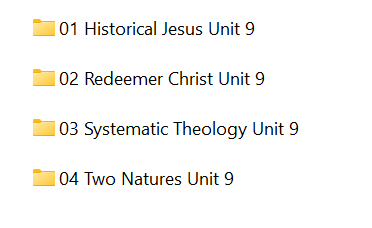 01 Historical Jesus Unit 9
02 Redeemer Christ Unit 9
03 Systematic Theology Unit 9
04 Two Natures Unit 9